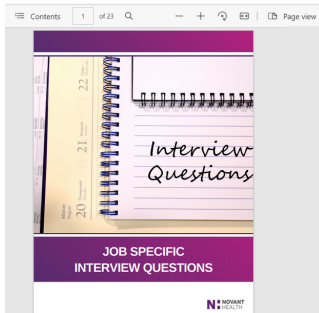 Contents 1 of 23 Page view
22
21
20
Interview
Questions
JOB SPECIFIC
INTERVIEW QUESTIONS
NOVANT
HEALTH